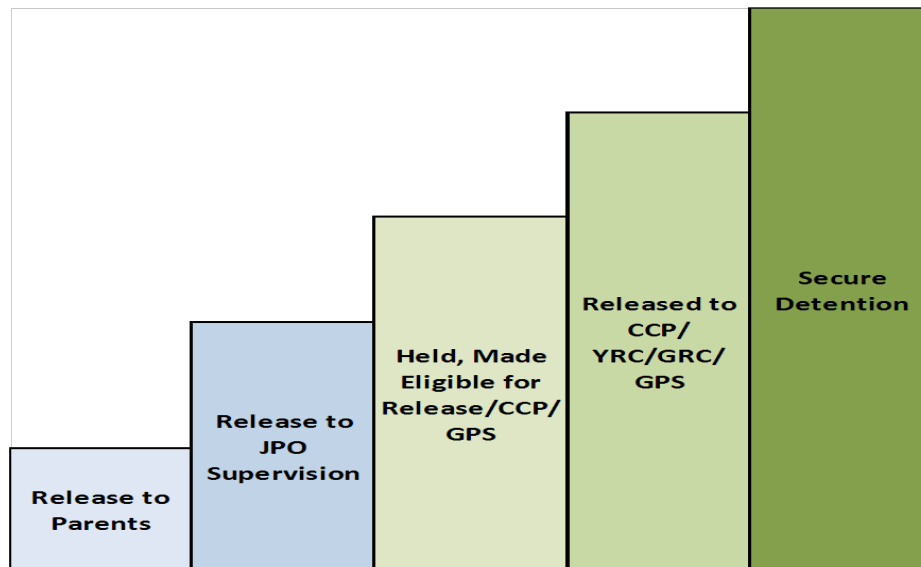 Release to
Parents
Release to
JPO
Supervision
Held, Made
Eligible for
Release/CCP/
GPS
Released to
CCP/
YRC/GRC/
GPS
Secure
Detention